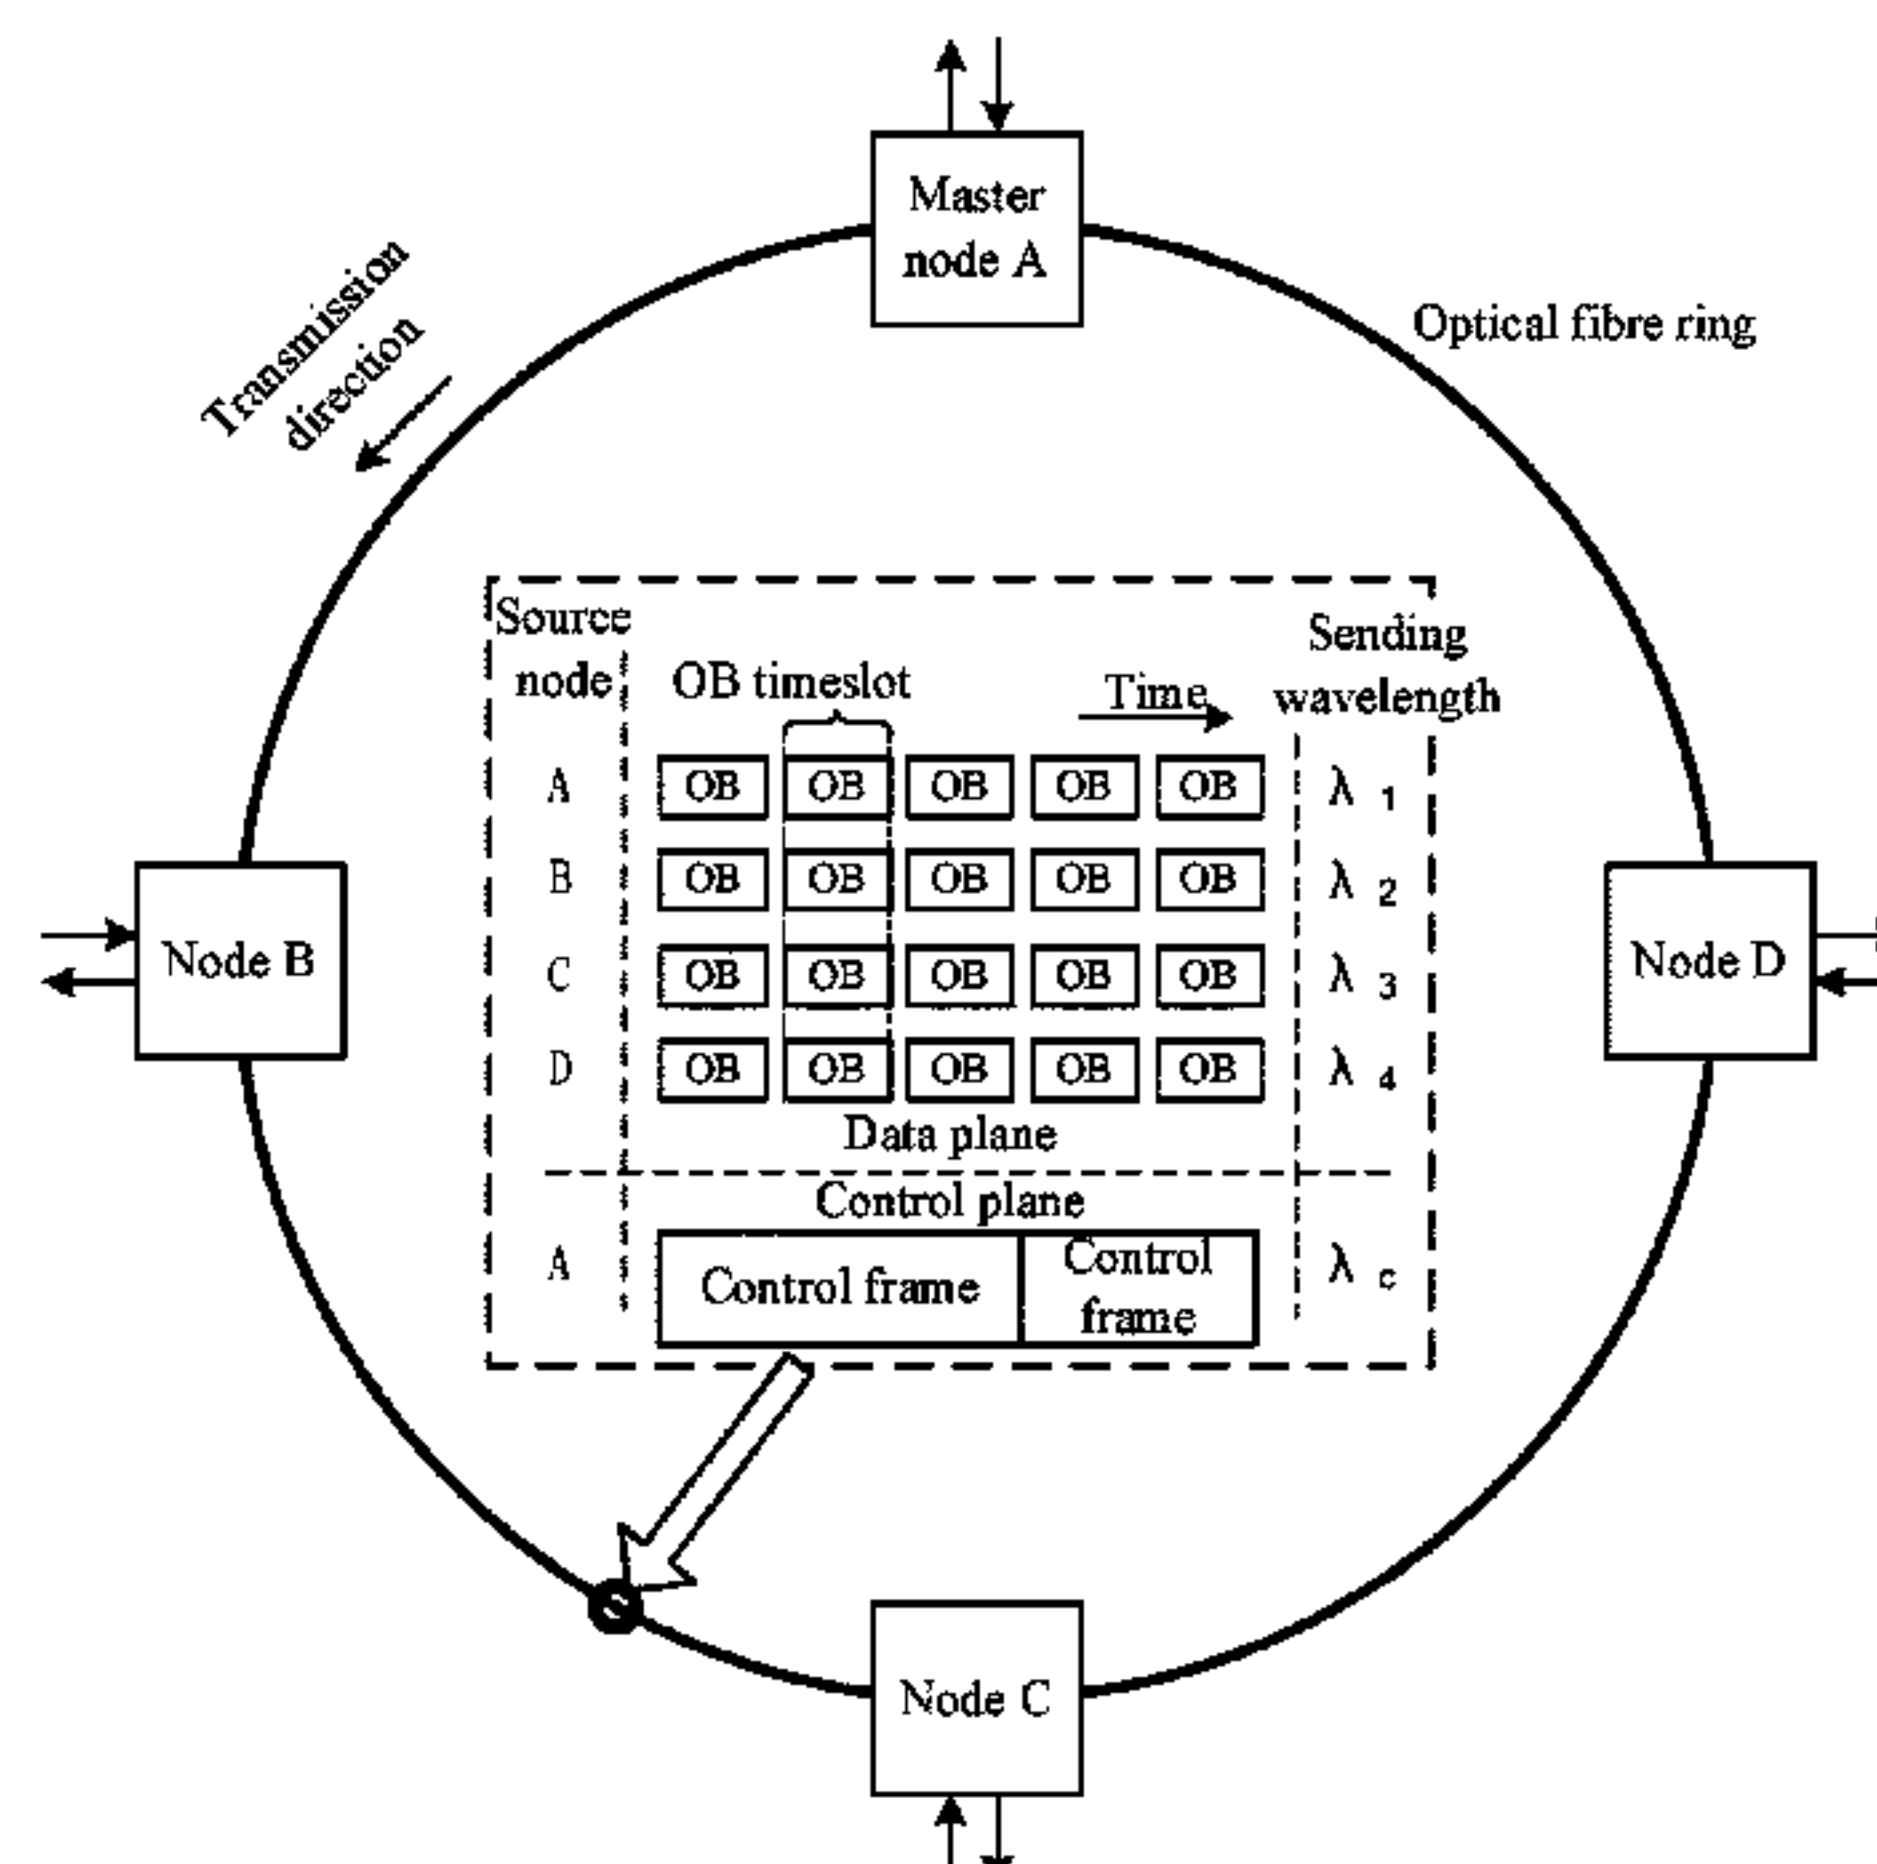 Master
node A
Optical fibre ring
Transmission
direction
Source
node
OB timeslot
Time
Sending
wavelength
A OB OB OB OB OB λ 1
B OB OB OB OB OB λ 2
C OB OB OB OB OB λ 3
D OB OB OB OB OB λ 4
Data plane
Control plane
A Control frame Control frame λ c
Node B
Node D
Node C